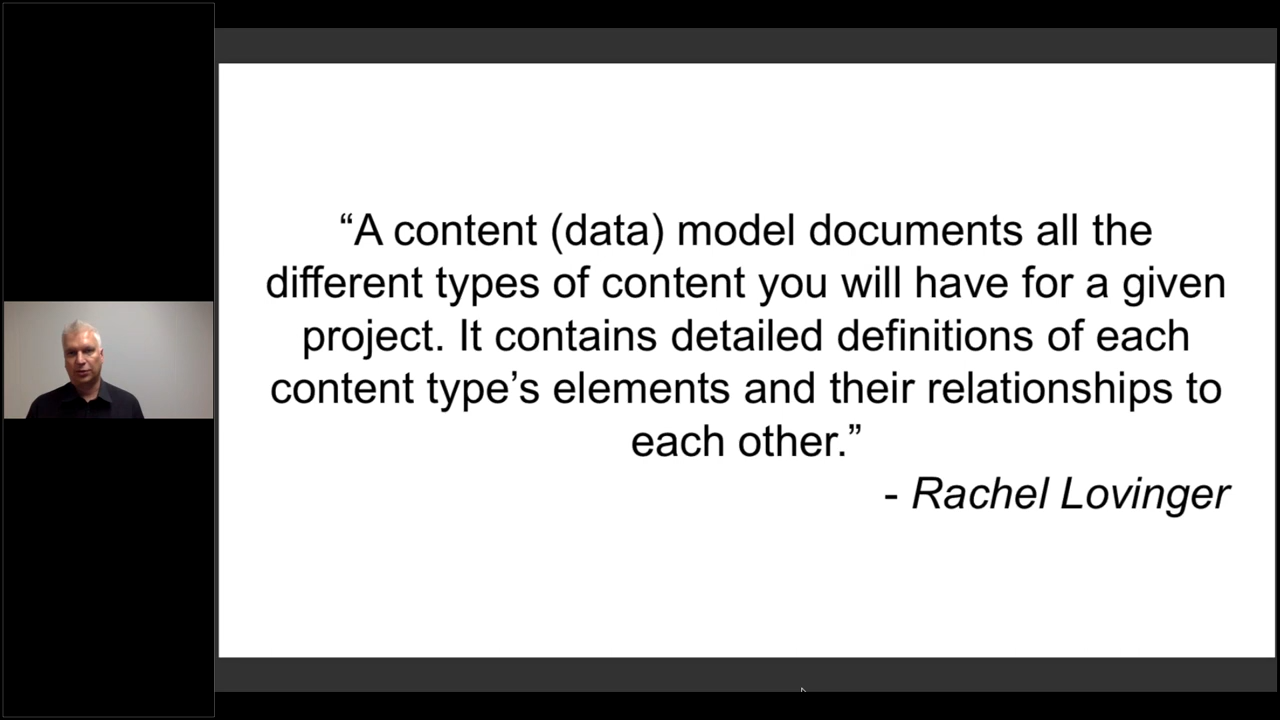 “A content (data) model documents all the
different types of content you will have for a given
project. It contains detailed definitions of each
content type’s elements and their relationships to
each other.”
- Rachel Lovinger